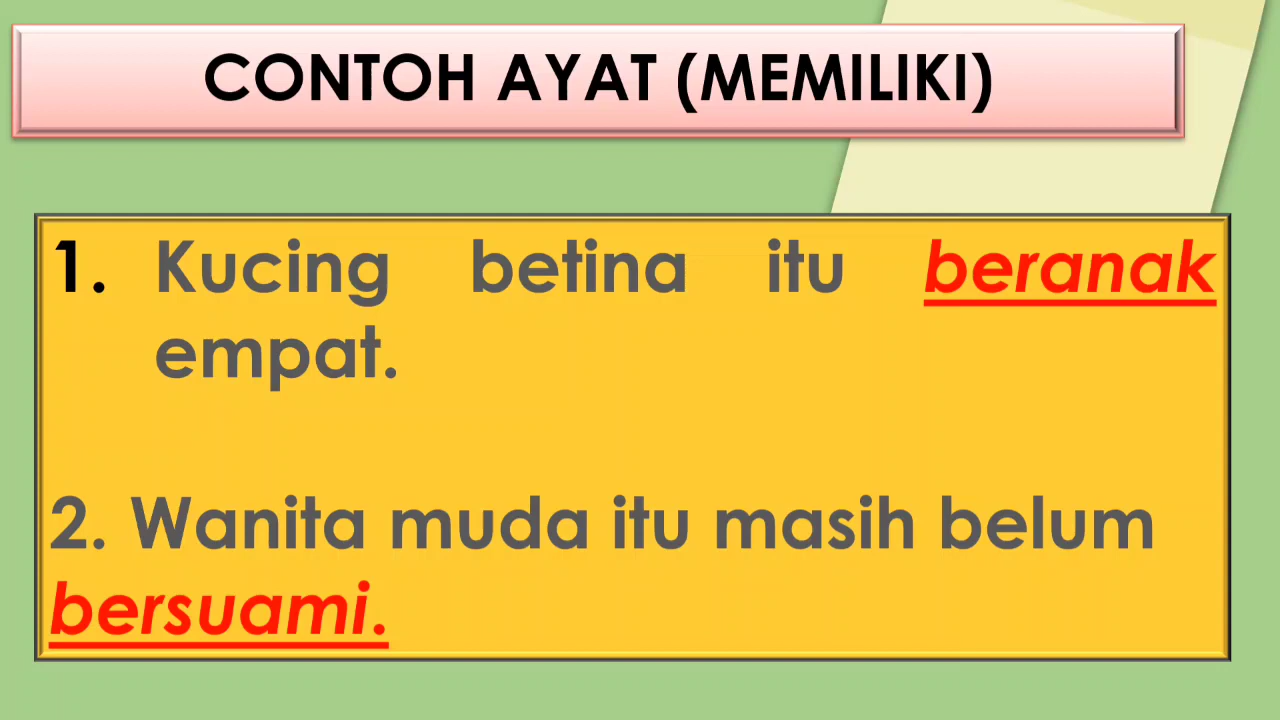 CONTOH AYAT (MEMILIKI)
1. Kucing betina itu beranak
empat.
2. Wanita muda itu masih belum
bersuami.